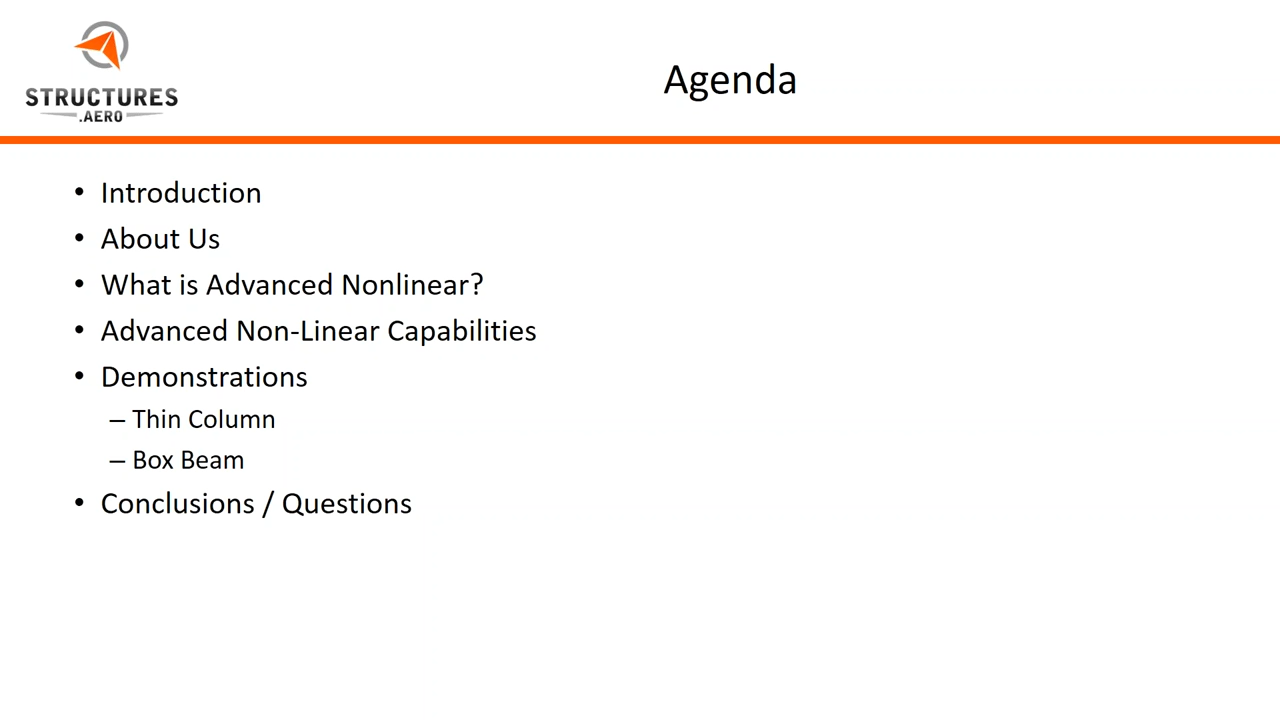 STRUCTURES
.AERO
Agenda
• Introduction
• About Us
• What is Advanced Nonlinear?
• Advanced Non-Linear Capabilities
• Demonstrations
– Thin Column
– Box Beam
• Conclusions / Questions